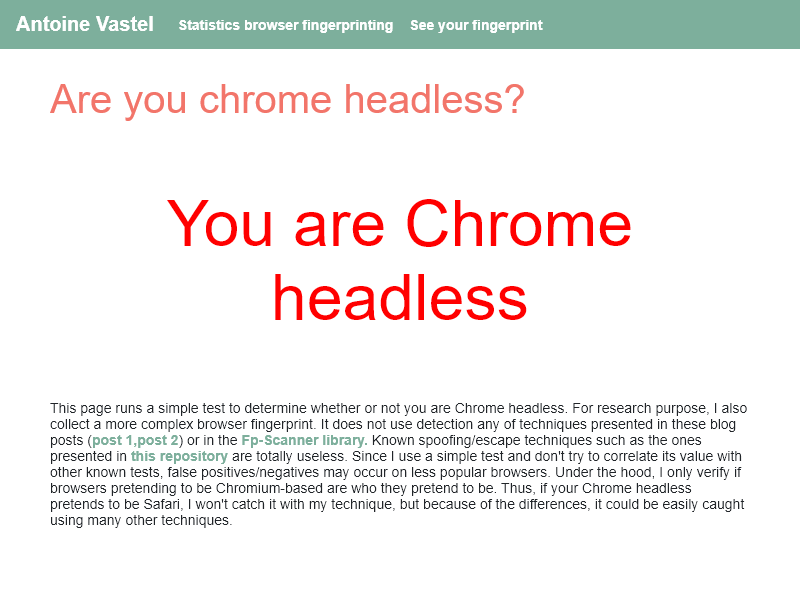 Antoine Vastel Statistics browser fingerprinting See your fingerprint
Are you chrome headless?
You are Chrome
headless
This page runs a simple test to determine whether or not you are Chrome headless. For research purpose, I also
collect a more complex browser fingerprint. It does not use detection any of techniques presented in these blog
posts (post 1,post 2) or in the Fp-Scanner library. Known spoofing/escape techniques such as the ones
presented in this repository are totally useless. Since I use a simple test and don't try to correlate its value with
other known tests, false positives/negatives may occur on less popular browsers. Under the hood, I only verify if
browsers pretending to be Chromium-based are who they pretend to be. Thus, if your Chrome headless
pretends to be Safari, I won't catch it with my technique, but because of the differences, it could be easily caught
using many other techniques.